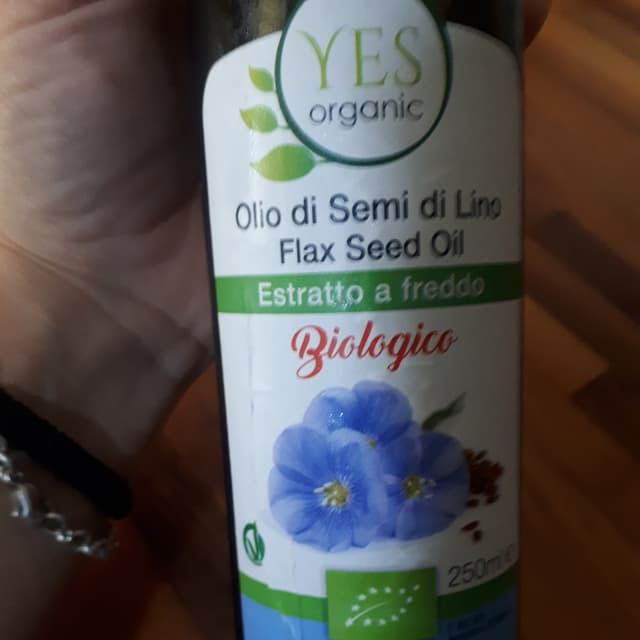 YES
organic
Olio di Semi di Lino
Flax Seed Oil
Estratto a freddo
Biologico
250ml